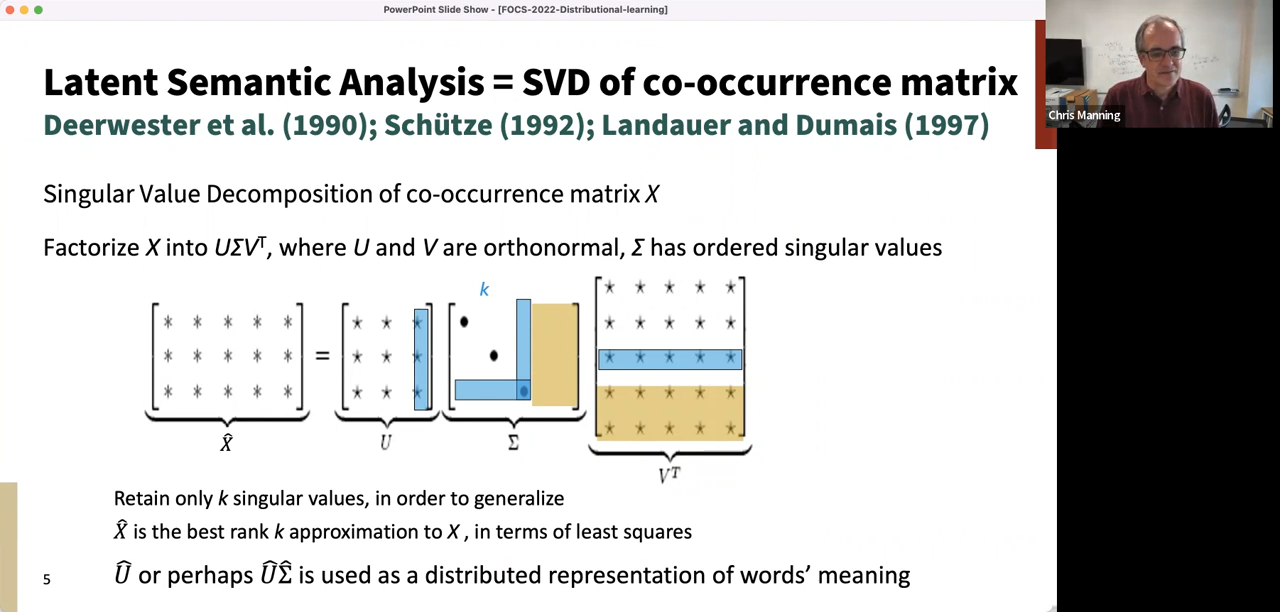 PowerPoint Slide Show - [FOCS-2022-Distributional-learning]
Latent Semantic Analysis = SVD of co-occurrence matrix
Deerwester et al. (1990); Schütze (1992); Landauer and Dumais (1997)
Chris Manning
Singular Value Decomposition of co-occurrence matrix X
Factorize X into UΣVᵀ, where U and V are orthonormal, Σ has ordered singular values
k
=
X̂ U Σ Vᵀ
Retain only k singular values, in order to generalize
X̂ is the best rank k approximation to X , in terms of least squares
Û or perhaps ÛΣ̂ is used as a distributed representation of words’ meaning
5